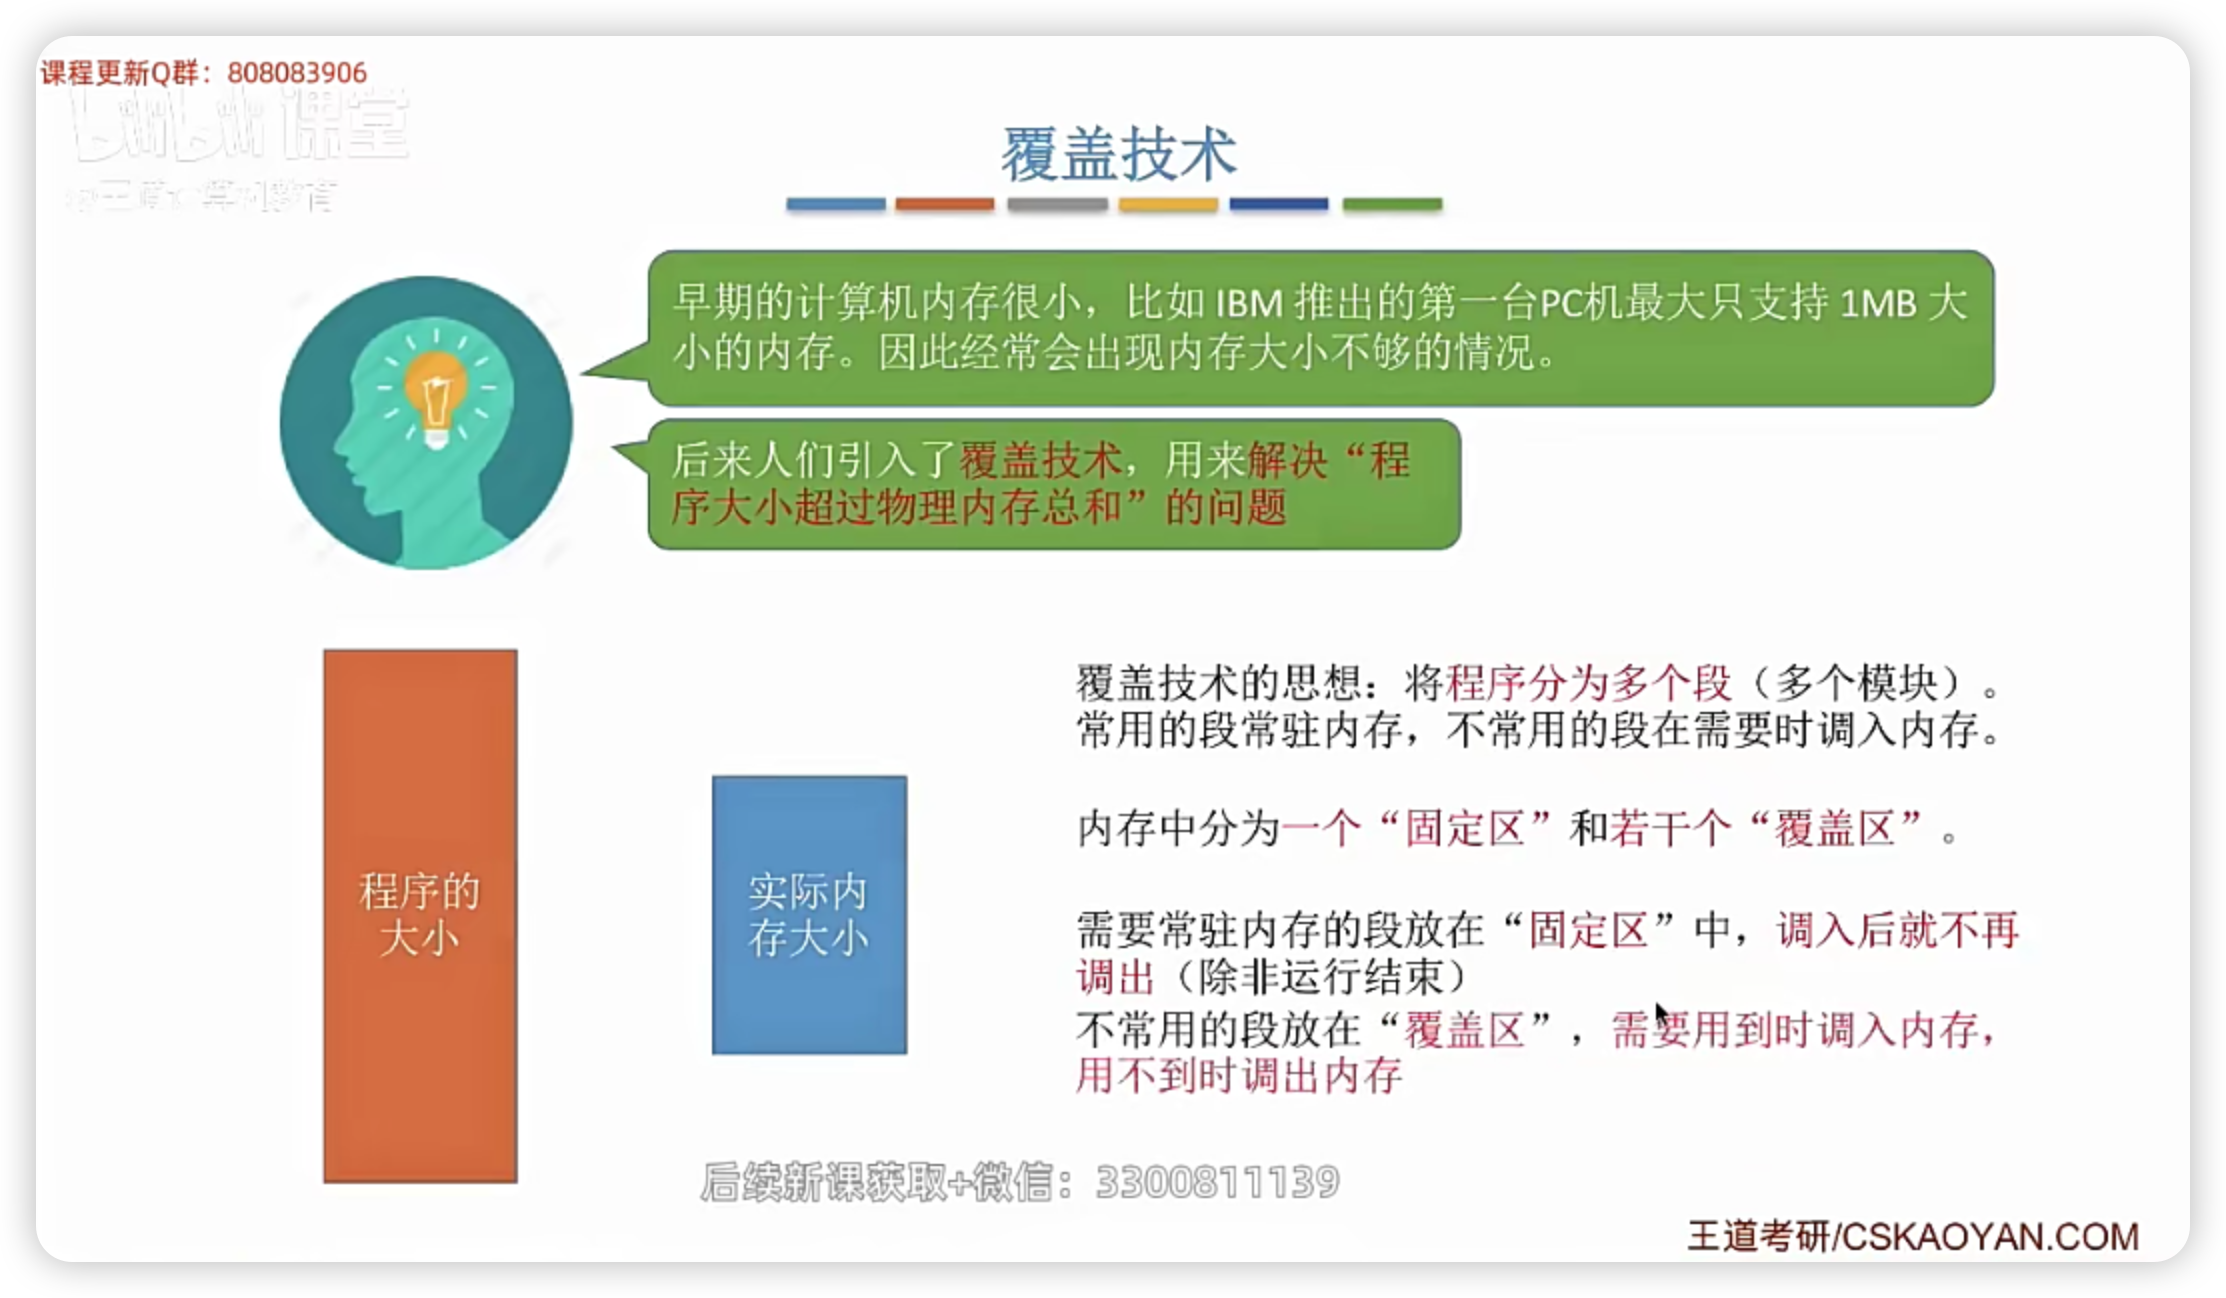 课程更新Q群：808083906
bilibili 课堂
@王道计算机教育
覆盖技术
早期的计算机内存很小，比如 IBM 推出的第一台PC机最大只支持 1MB 大
小的内存。因此经常会出现内存大小不够的情况。
后来人们引入了覆盖技术，用来解决“程
序大小超过物理内存总和”的问题
程序的
大小
实际内
存大小
覆盖技术的思想：将程序分为多个段（多个模块）。
常用的段常驻内存，不常用的段在需要时调入内存。
内存中分为一个“固定区”和若干个“覆盖区”。
需要常驻内存的段放在“固定区”中，调入后就不再
调出（除非运行结束）
不常用的段放在“覆盖区”，需要用到时调入内存，
用不到时调出内存
后续新课获取+微信：3300811139
王道考研/CSKAOYAN.COM